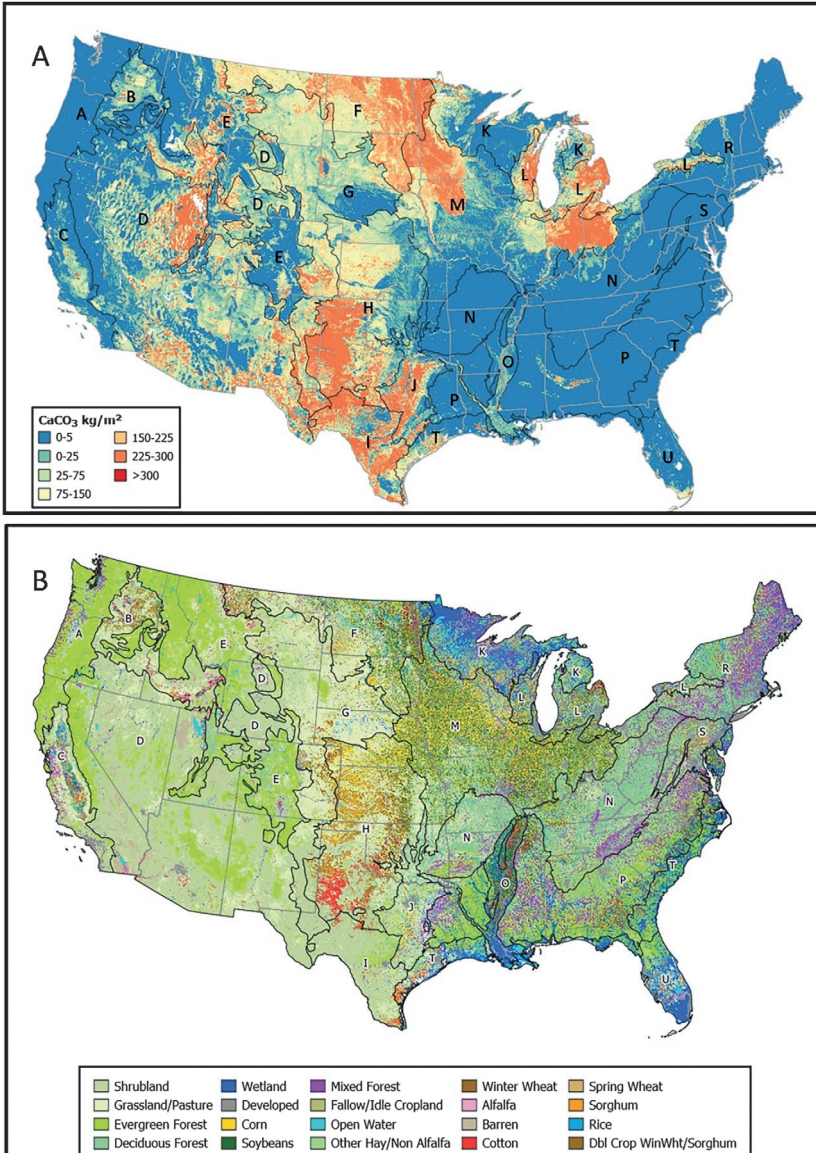 A
A
B
E
F
K
K
L
L
L
R
D
D
G
M
S
C
D
E
N
H
N
O
P
T
J
P
I
T
U
CaCO₃ kg/m²
0-5
150-225
0-25
225-300
25-75
>300
75-150
B
A
B
E
F
K
K
L
L
L
R
D
D
G
M
S
C
D
E
N
H
N
O
P
T
J
I
T
U
Shrubland
Wetland
Mixed Forest
Winter Wheat
Spring Wheat
Grassland/Pasture
Developed
Fallow/Idle Cropland
Alfalfa
Sorghum
Evergreen Forest
Corn
Open Water
Barren
Rice
Deciduous Forest
Soybeans
Other Hay/Non Alfalfa
Cotton
Dbl Crop WinWht/Sorghum